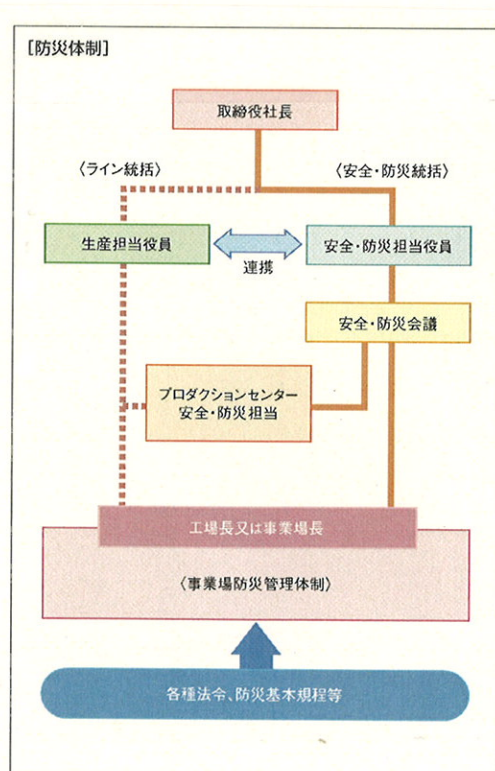 [防災体制]
取締役社長
〈ライン統括〉
〈安全・防災統括〉
生産担当役員
連携
安全・防災担当役員
安全・防災会議
プロダクションセンター
安全・防災担当
工場長又は事業場長
〈事業場防災管理体制〉
各種法令、防災基本規程等